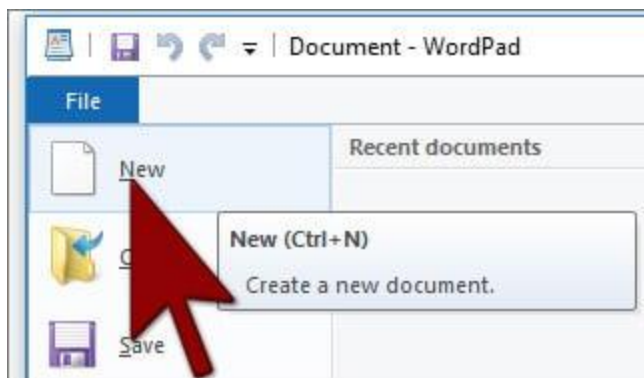 Document - WordPad
File
New
Recent documents
New (Ctrl+N)
Create a new document.
Save